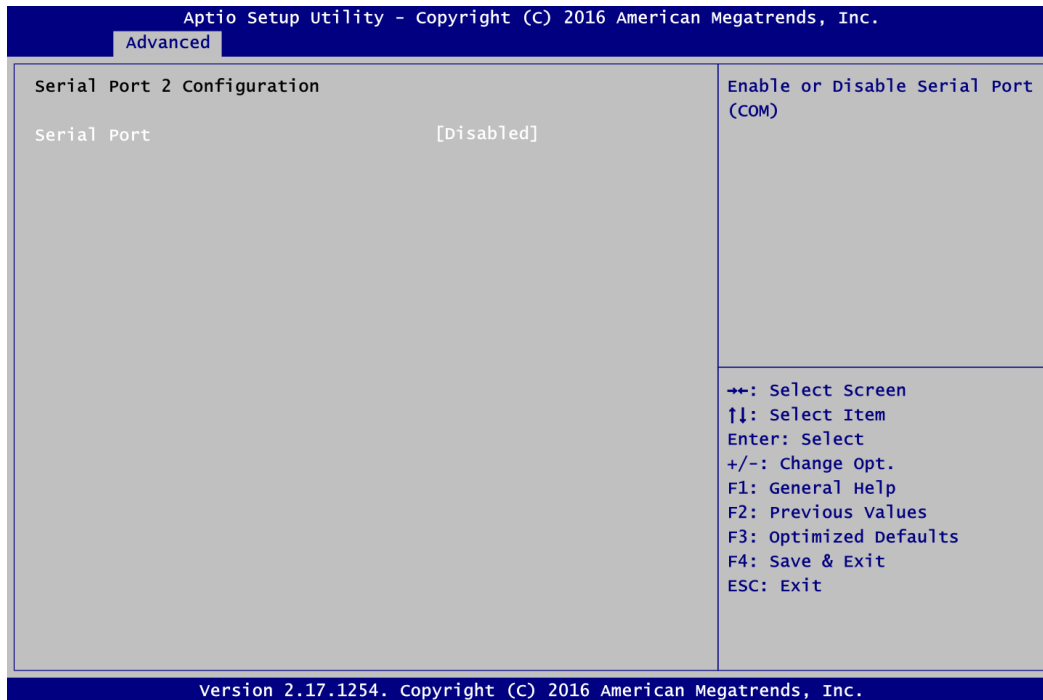 Aptio Setup Utility – Copyright (C) 2016 American Megatrends, Inc.
Advanced
Serial Port 2 Configuration
Serial Port [Disabled]
Enable or Disable Serial Port
(COM)
→←: Select Screen
↑↓: Select Item
Enter: Select
+/-: Change Opt.
F1: General Help
F2: Previous Values
F3: Optimized Defaults
F4: Save & Exit
ESC: Exit
Version 2.17.1254. Copyright (C) 2016 American Megatrends, Inc.